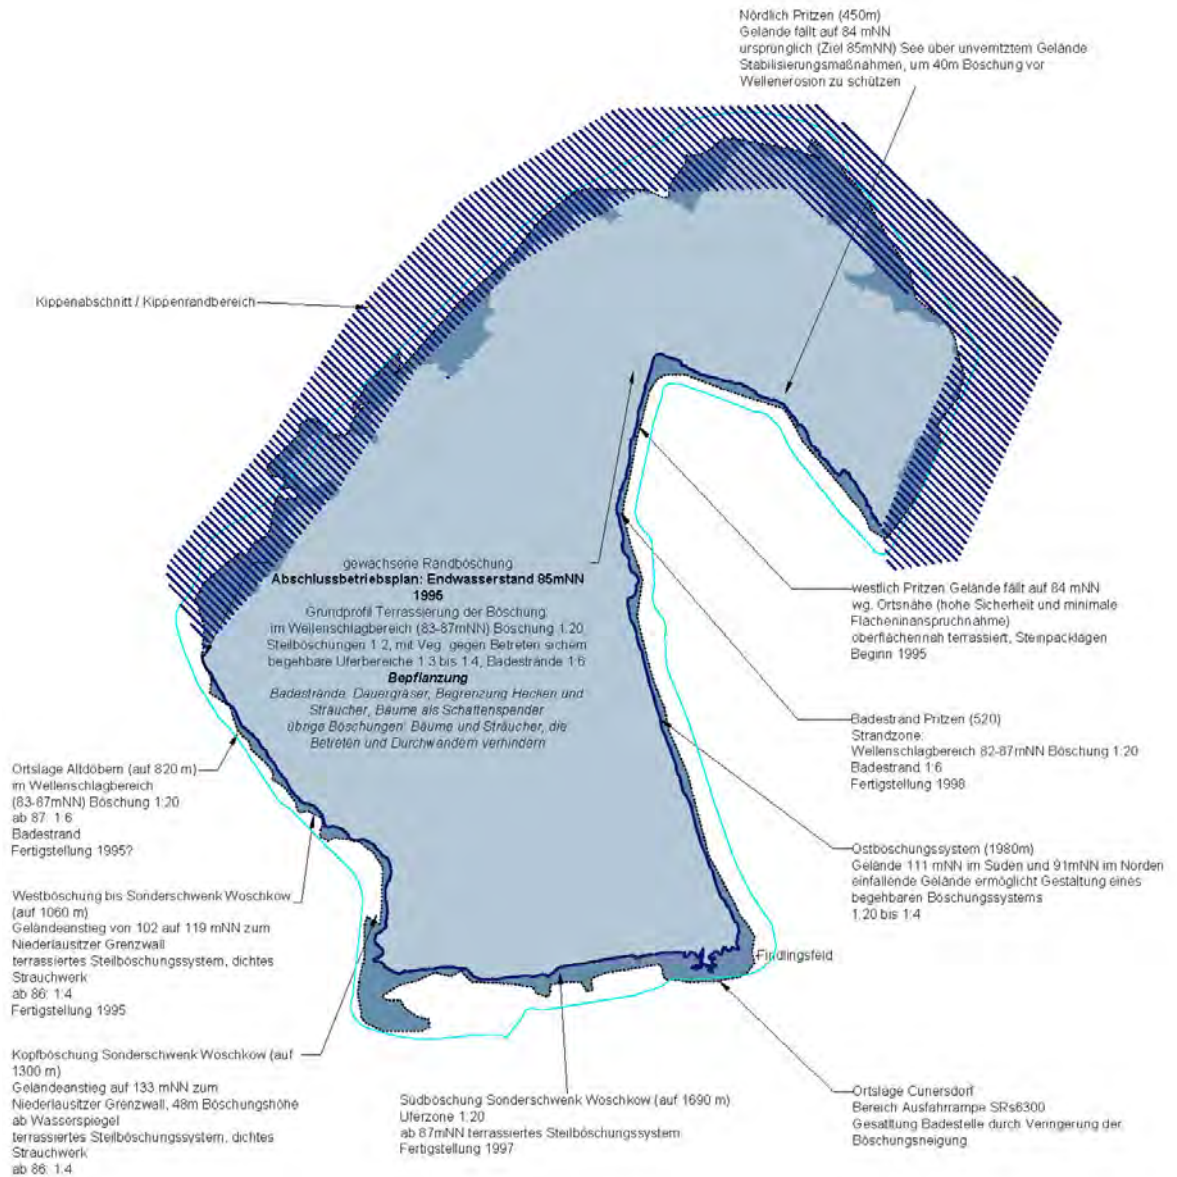 Nördlich Pritzen (450m)
Gelände fällt auf 84 mNN
ursprünglich (Ziel 85mNN) See über unverritztem Gelände
Stabilisierungsmaßnahmen, um 40m Böschung vor
Wellenerosion zu schützen
Kippenabschnitt / Kippenrandbereich
gewachsene Randböschung
Abschlussbetriebsplan: Endwasserstand 85mNN
1995
Grundprofil Terrassierung der Böschung:
im Wellenschlagbereich (83-87mNN) Böschung 1:20
Steilböschungen 1:2, mit Veg. gegen Betreten sichern
begehbare Uferbereiche 1:3 bis 1:4, Badestrände 1:6
Bepflanzung
Badestrände: Dauergräser, Begrenzung Hecken und
Sträucher, Bäume als Schattenspender
übrige Böschungen: Bäume und Sträucher, die
Betreten und Durchwandern verhindern
westlich Pritzen Gelände fällt auf 84 mNN
wg. Ortsnähe (hohe Sicherheit und minimale
Flächeninanspruchnahme)
oberflächennah terrassiert, Steinpacklagen
Beginn 1995
Badestrand Pritzen (520)
Strandzone:
Wellenschlagbereich 82-87mNN Böschung 1:20
Badestrand 1:6
Fertigstellung 1998
Ostböschungssystem (1980m)
Gelände 111 mNN im Süden und 91mNN im Norden
einfallende Gelände ermöglicht Gestaltung eines
begehbaren Böschungssystems
1:20 bis 1:4
Findlingsfeld
Ortslage Altdöbern (auf 820 m)
im Wellenschlagbereich
(83-87mNN) Böschung 1:20
ab 87: 1:6
Badestrand
Fertigstellung 1995?
Westböschung bis Sonderschwenk Woschkow
(auf 1060 m)
Geländeanstieg von 102 auf 119 mNN zum
Niederlausitzer Grenzwall
terrassiertes Steilböschungssystem, dichtes
Strauchwerk
ab 86: 1:4
Fertigstellung 1995
Kopfböschung Sonderschwenk Woschkow (auf
1300 m)
Geländeanstieg auf 133 mNN zum
Niederlausitzer Grenzwall, 48m Böschungshöhe
ab Wasserspiegel
terrassiertes Steilböschungssystem, dichtes
Strauchwerk
ab 86: 1:4
Südböschung Sonderschwenk Woschkow (auf 1690 m)
Uferzone 1:20
ab 87mNN terrassiertes Steilböschungssystem
Fertigstellung 1997
Ortslage Cunersdorf
Bereich Ausfahrrampe SRs6300
Gesatltung Badestelle durch Veringerung der
Böschungsneigung